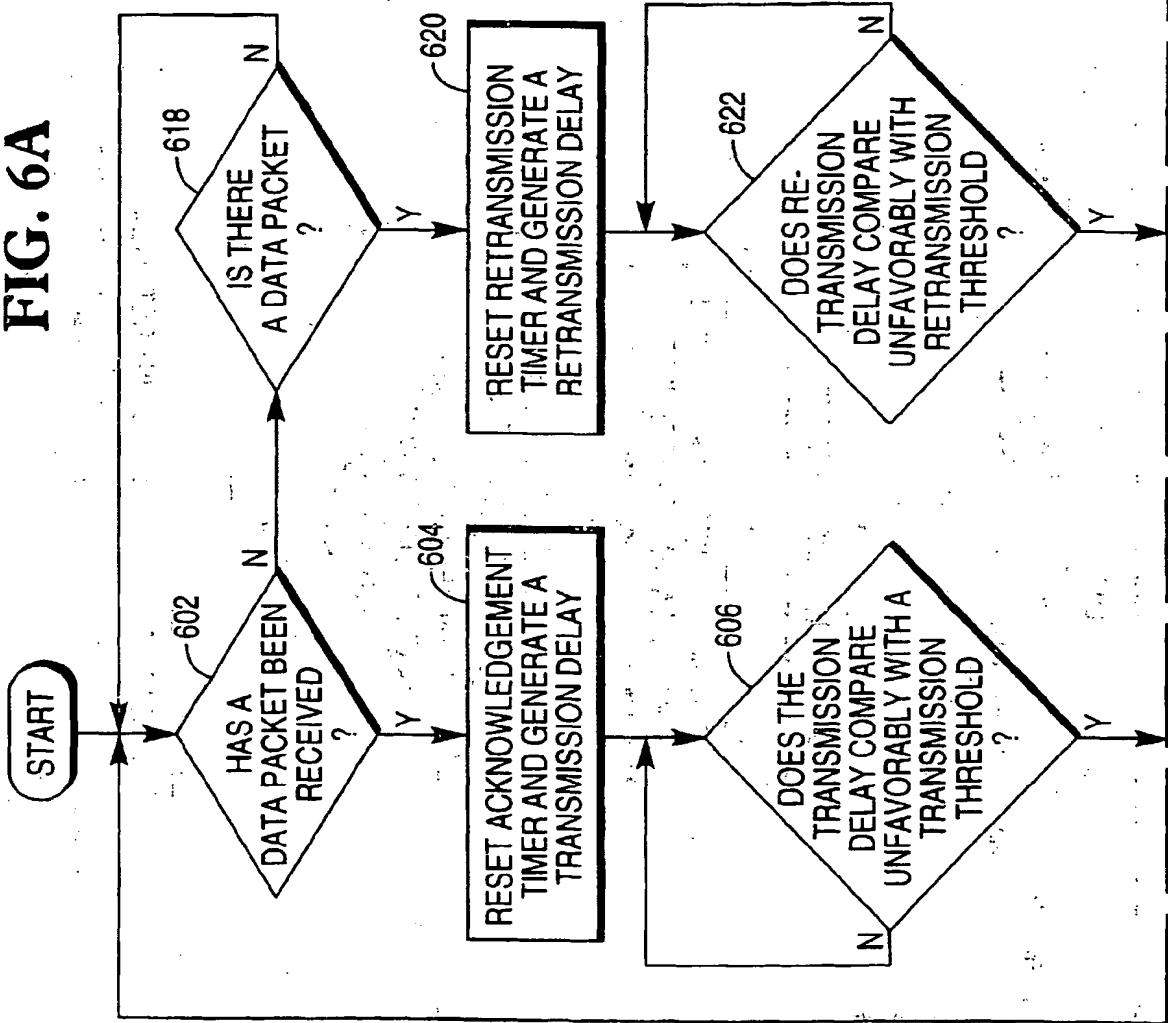 FIG. 6A
START
602
HAS A
DATA PACKET BEEN
RECEIVED
?
N
Y
618
IS THERE
A DATA PACKET
?
N
Y
604
RESET ACKNOWLEDGEMENT
TIMER AND GENERATE A
TRANSMISSION DELAY
620
RESET RETRANSMISSION
TIMER AND GENERATE A
RETRANSMISSION DELAY
606
DOES THE
TRANSMISSION
DELAY COMPARE
UNFAVORABLY WITH A
TRANSMISSION
THRESHOLD
?
N
Y
622
DOES RE-
TRANSMISSION
DELAY COMPARE
UNFAVORABLY WITH
RETRANSMISSION
THRESHOLD
?
N
Y